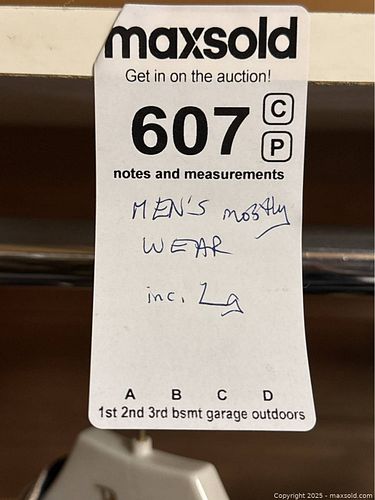 maxsold
Get in on the auction!
607 C
P
notes and measurements
MEN'S mostly
WEAR
inc. Lg
A B C D
1st 2nd 3rd bsmt garage outdoors
Copyright 2025 - maxsold.com